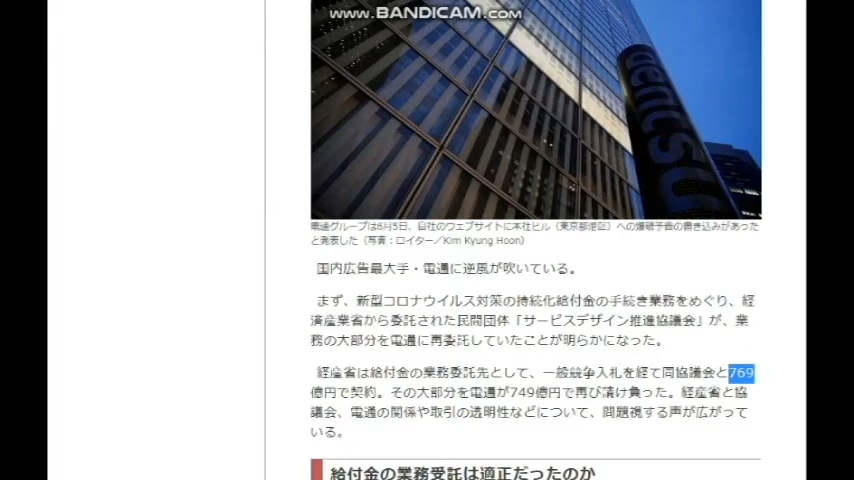 www.BANDICAM.com
dentsu
電通グループは6月5日、自社のウェブサイトに本社ビル（東京都港区）への爆破予告の書き込みがあった
と発表した（写真：ロイター／Kim Kyung Hoon）
国内広告最大手・電通に逆風が吹いている。
まず、新型コロナウイルス対策の持続化給付金の手続き業務をめぐり、経
済産業省から委託された民間団体「サービスデザイン推進協議会」が、業
務の大部分を電通に再委託していたことが明らかになった。
経産省は給付金の業務委託先として、一般競争入札を経て同協議会と769
億円で契約。その大部分を電通が749億円で再び請け負った。経産省と協
議会、電通の関係や取引の透明性などについて、問題視する声が広がって
いる。
給付金の業務受託は適正だったのか